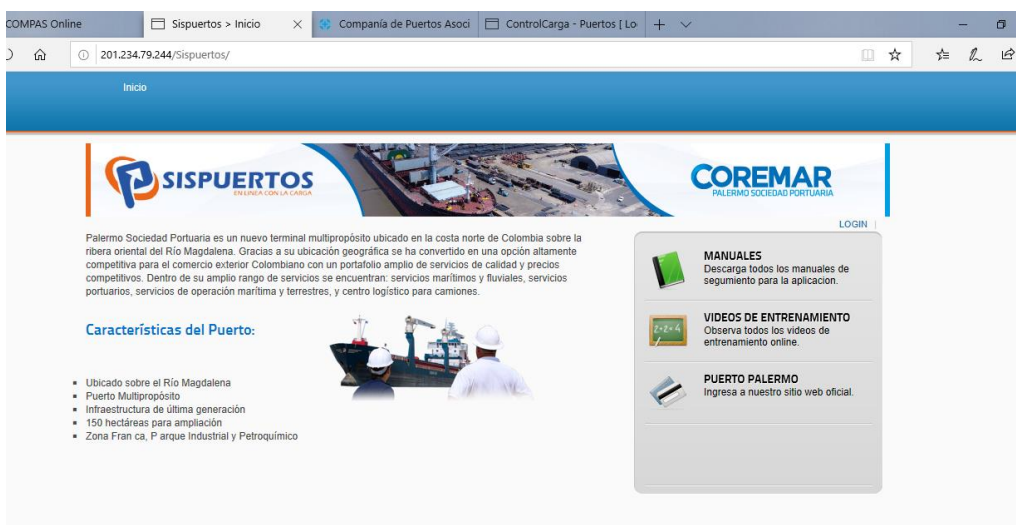 COMPAS Online
Sispuertos > Inicio
Companía de Puertos Asoci
ControlCarga - Puertos [ Lo
201.234.79.244/Sispuertos/
Inicio
SISPUERTOS
EN LINEA CON LA CARGA
COREMAR
PALERMO SOCIEDAD PORTUARIA
LOGIN
Palermo Sociedad Portuaria es un nuevo terminal multipropósito ubicado en la costa norte de Colombia sobre la
ribera oriental del Río Magdalena. Gracias a su ubicación geográfica se ha convertido en una opción altamente
competitiva para el comercio exterior Colombiano con un portafolio amplio de servicios de calidad y precios
competitivos. Dentro de su amplio rango de servicios se encuentran: servicios marítimos y fluviales, servicios
portuarios, servicios de operación marítima y terrestres, y centro logístico para camiones.
Características del Puerto:
Ubicado sobre el Río Magdalena
Puerto Multipropósito
Infraestructura de última generación
150 hectáreas para ampliación
Zona Fran ca, P arque Industrial y Petroquímico
MANUALES
Descarga todos los manuales de
segumiento para la aplicacion.
2+2=4
VIDEOS DE ENTRENAMIENTO
Observa todos los videos de
entrenamiento online.
PUERTO PALERMO
Ingresa a nuestro sitio web oficial.